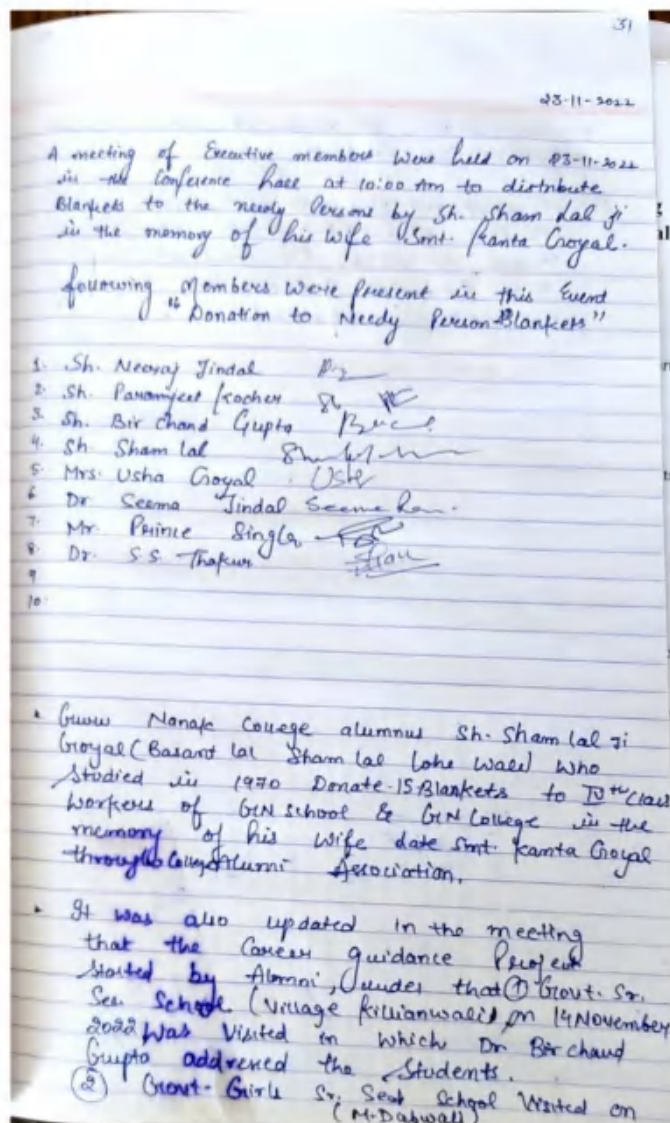 31
23-11-2022
A meeting of Executive members were held on 23-11-2022
in the Conference hall at 10:00 Am to distribute
Blankets to the needy Persons by Sh. Sham Lal ji
in the memory of his wife Smt. Kanta Goyal.
following Members were present in this Event
"Donation to Needy Person Blankets"
1. Sh. Neeraj Jindal
2. Sh. Paramjeet Kocher
3. Sh. Bir Chand Gupta
4. Sh. Sham lal
5. Mrs. Usha Goyal Usha
6 Dr Seema Jindal Seema Rani
7. Mr. Prince Singla
8. Dr. S.S. Thakur
9
10.
• Guru Nanak College alumnus Sh. Sham lal Ji
Goyal (Basant lal Sham lal Lohe wale) who
Studied in 1970 Donate 15 Blankets to IVth Class
workers of GN School & GN College in the
memory of his wife Smt. Kamta Goyal
through College Alumni Association.
• It was also updated in the meeting
that the Career guidance Project
Started by Alumni, under that ① Govt. Sr.
Sec School (Village Killianwali) on 14 November
2022 was visited in which Dr Bir chand
Gupta addressed the Students.
② Govt. Girls Sr. School Visited on
(M. Dabwali)